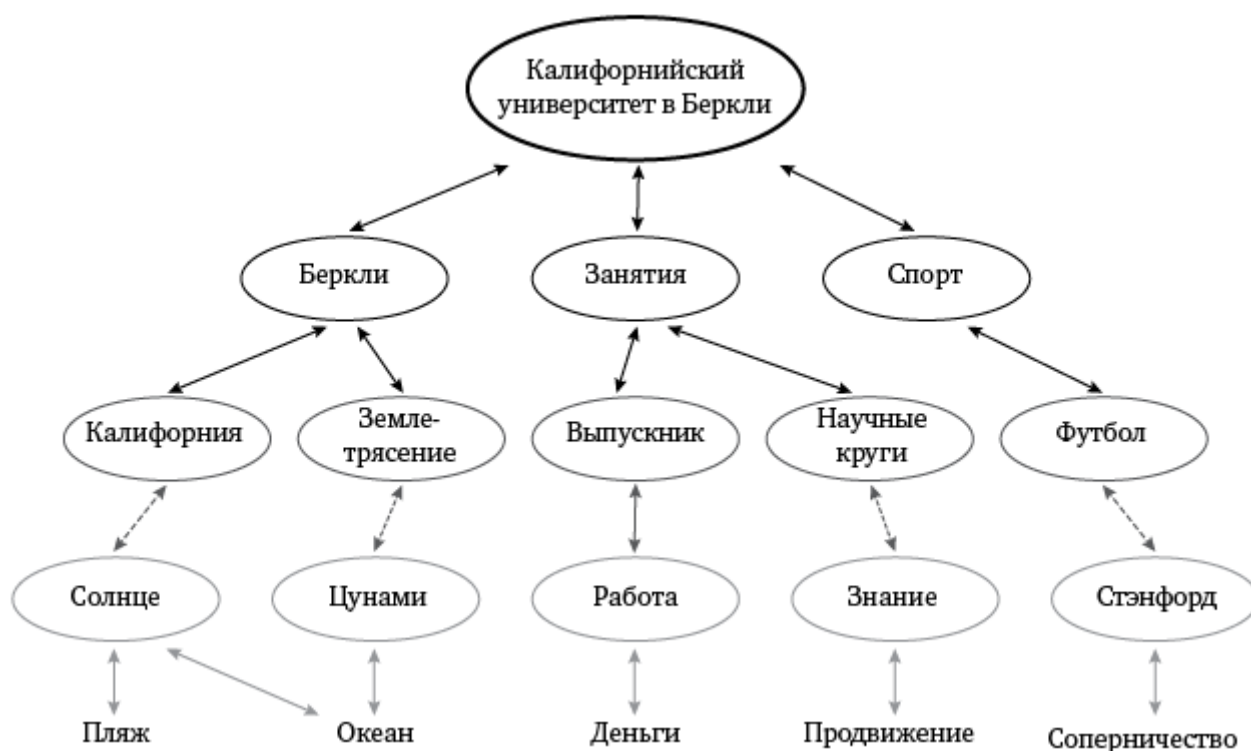 Калифорнийский
университет в Беркли
Беркли
Занятия
Спорт
Калифорния
Земле-
трясение
Выпускник
Научные
круги
Футбол
Солнце
Цунами
Работа
Знание
Стэнфорд
Пляж
Океан
Деньги
Продвижение
Соперничество